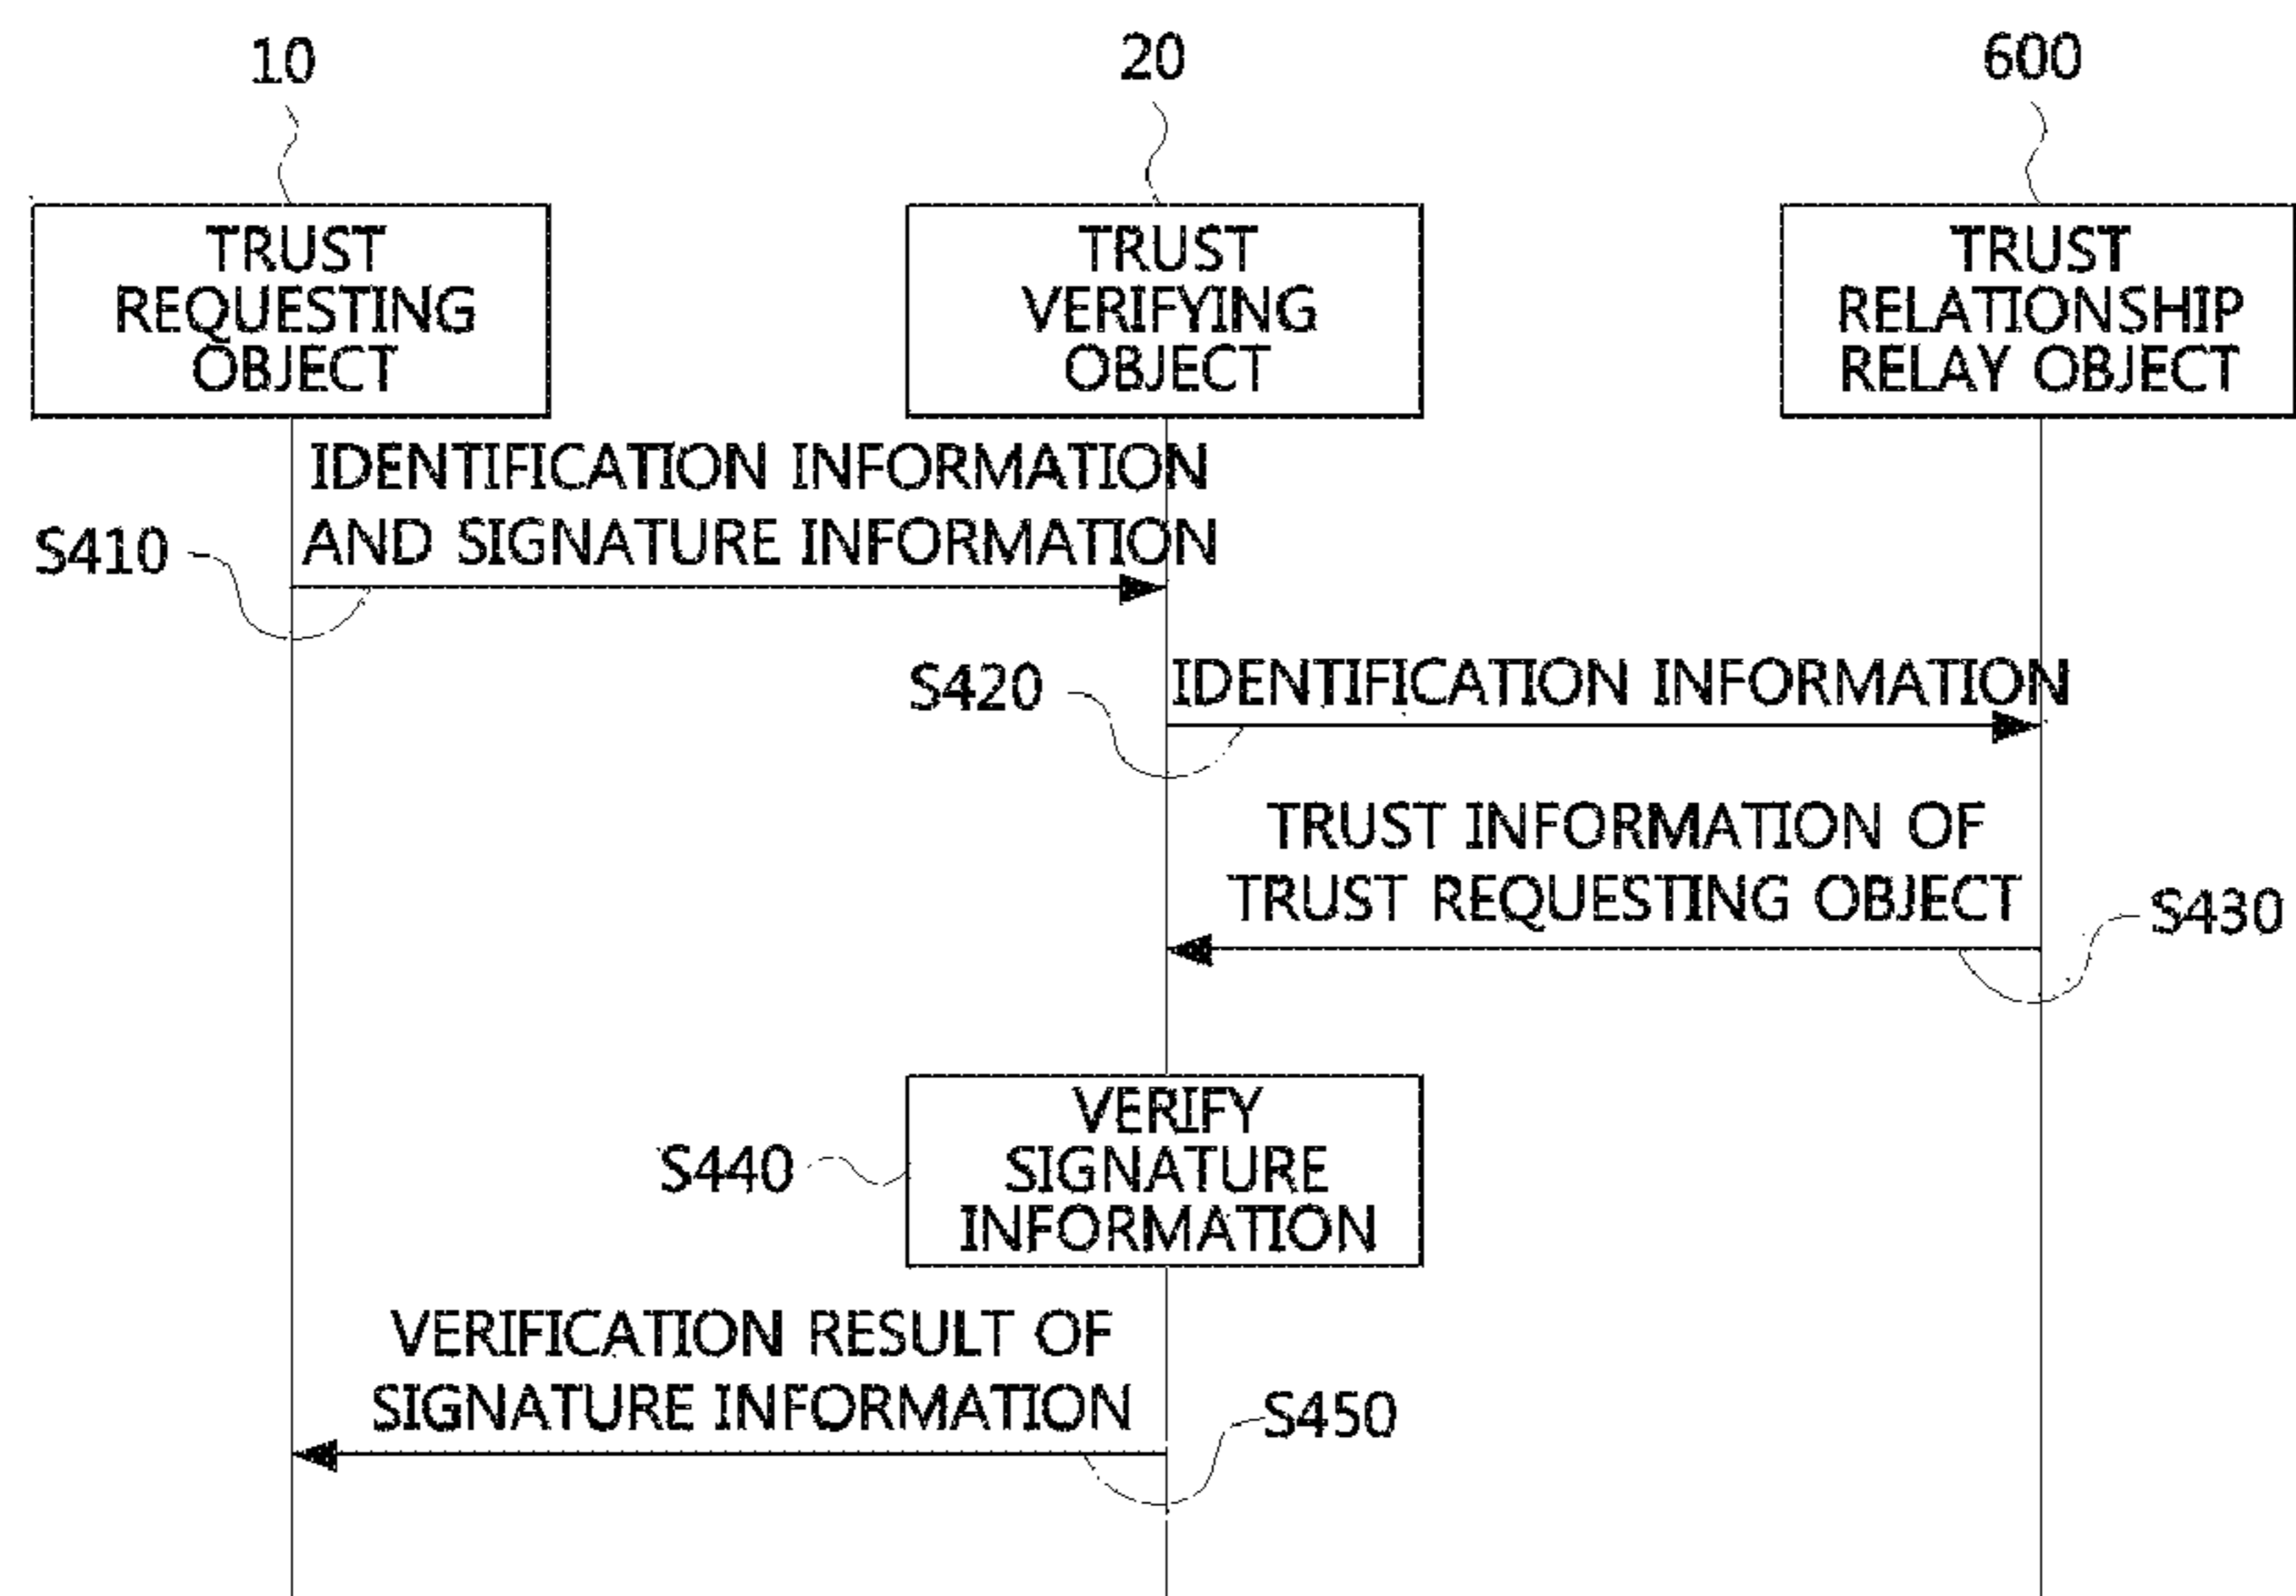 10
20
600
TRUST
REQUESTING
OBJECT
TRUST
VERIFYING
OBJECT
TRUST
RELATIONSHIP
RELAY OBJECT
IDENTIFICATION INFORMATION
AND SIGNATURE INFORMATION
S410
S420
IDENTIFICATION INFORMATION
TRUST INFORMATION OF
TRUST REQUESTING OBJECT
S430
S440
VERIFY
SIGNATURE
INFORMATION
VERIFICATION RESULT OF
SIGNATURE INFORMATION
S450